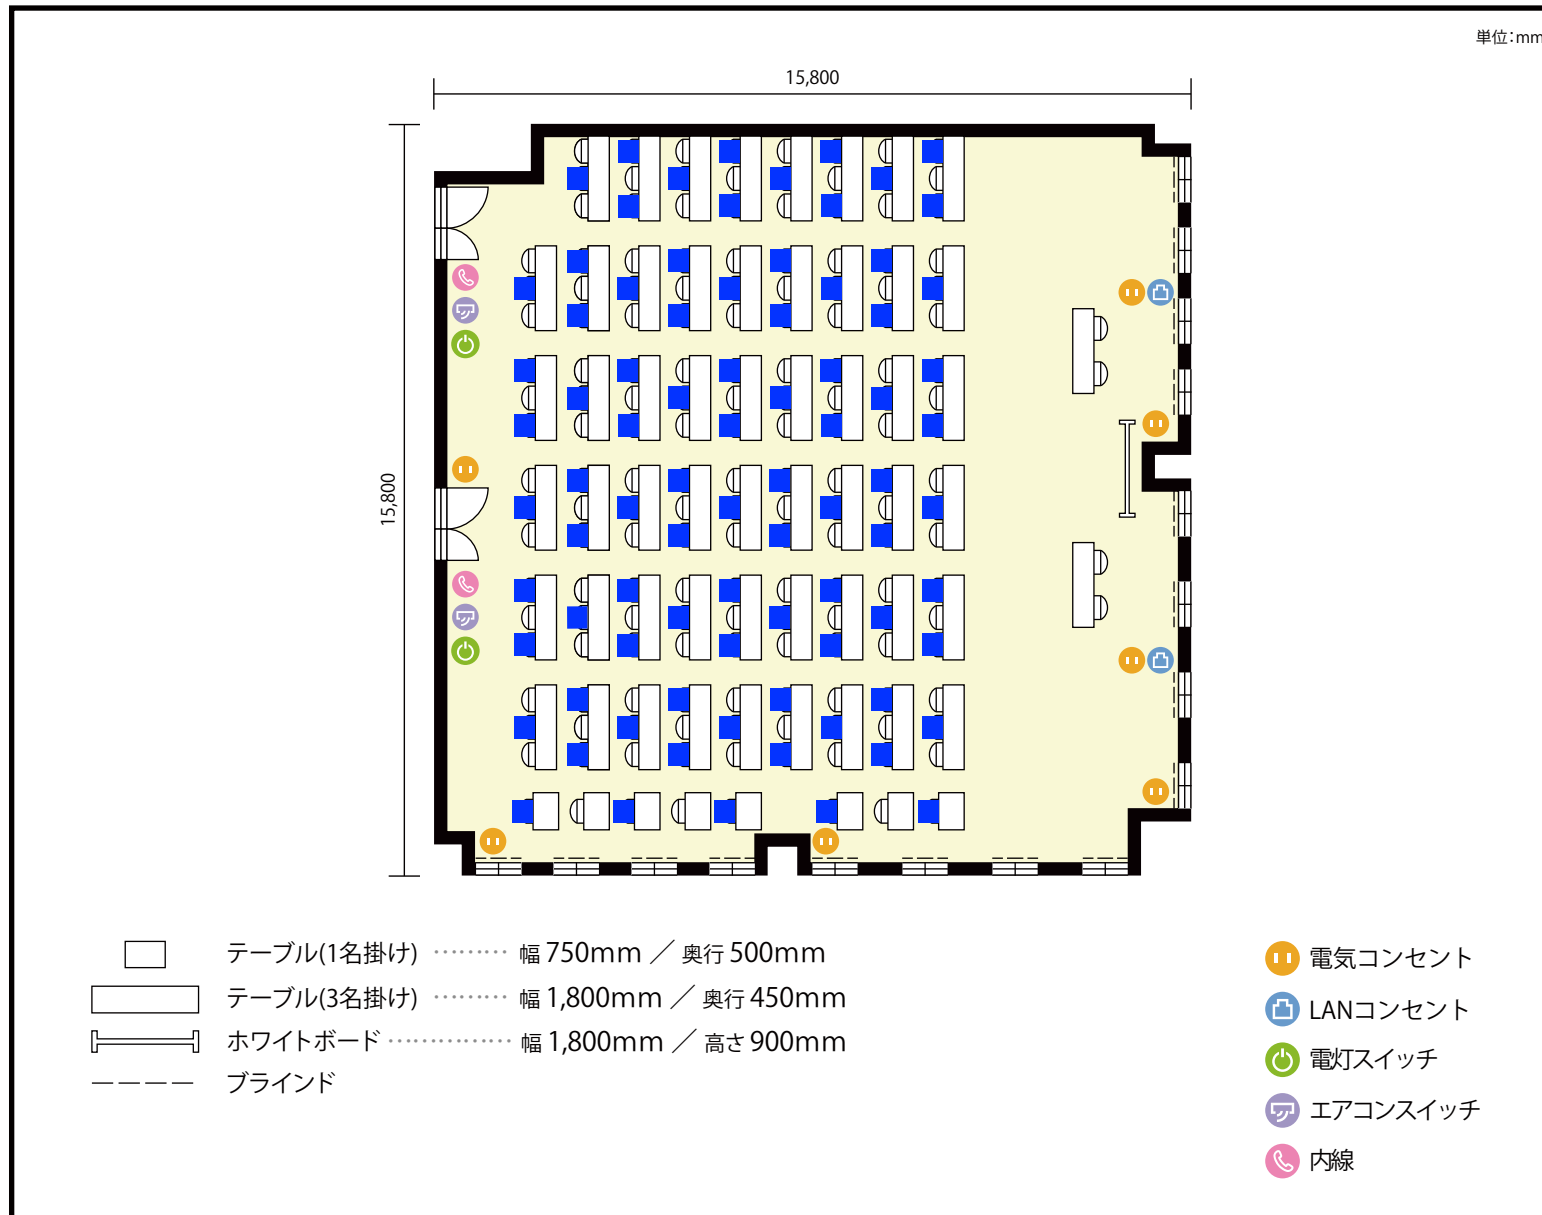 単位:mm
15,800
15,800
テーブル(1名掛け) ……… 幅 750mm ／ 奥行 500mm
テーブル(3名掛け) ……… 幅 1,800mm ／ 奥行 450mm
ホワイトボード …………… 幅 1,800mm ／ 高さ 900mm
ブラインド
電気コンセント
LANコンセント
電灯スイッチ
エアコンスイッチ
内線